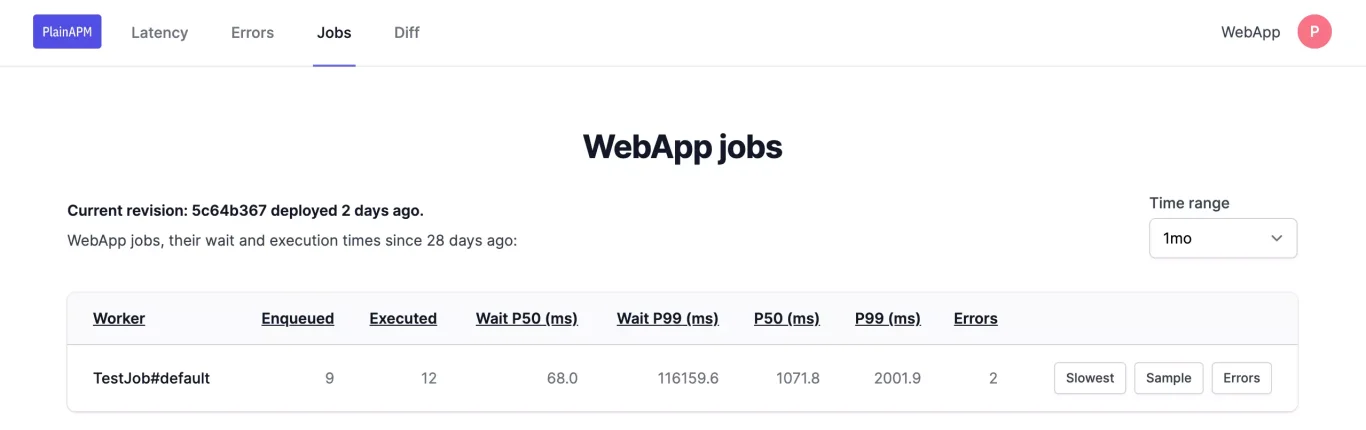 PlainAPM Latency Errors Jobs Diff WebApp P
WebApp jobs
Current revision: 5c64b367 deployed 2 days ago.
WebApp jobs, their wait and execution times since 28 days ago:
Time range
1mo
Worker Enqueued Executed Wait P50 (ms) Wait P99 (ms) P50 (ms) P99 (ms) Errors
TestJob#default 9 12 68.0 116159.6 1071.8 2001.9 2 Slowest Sample Errors